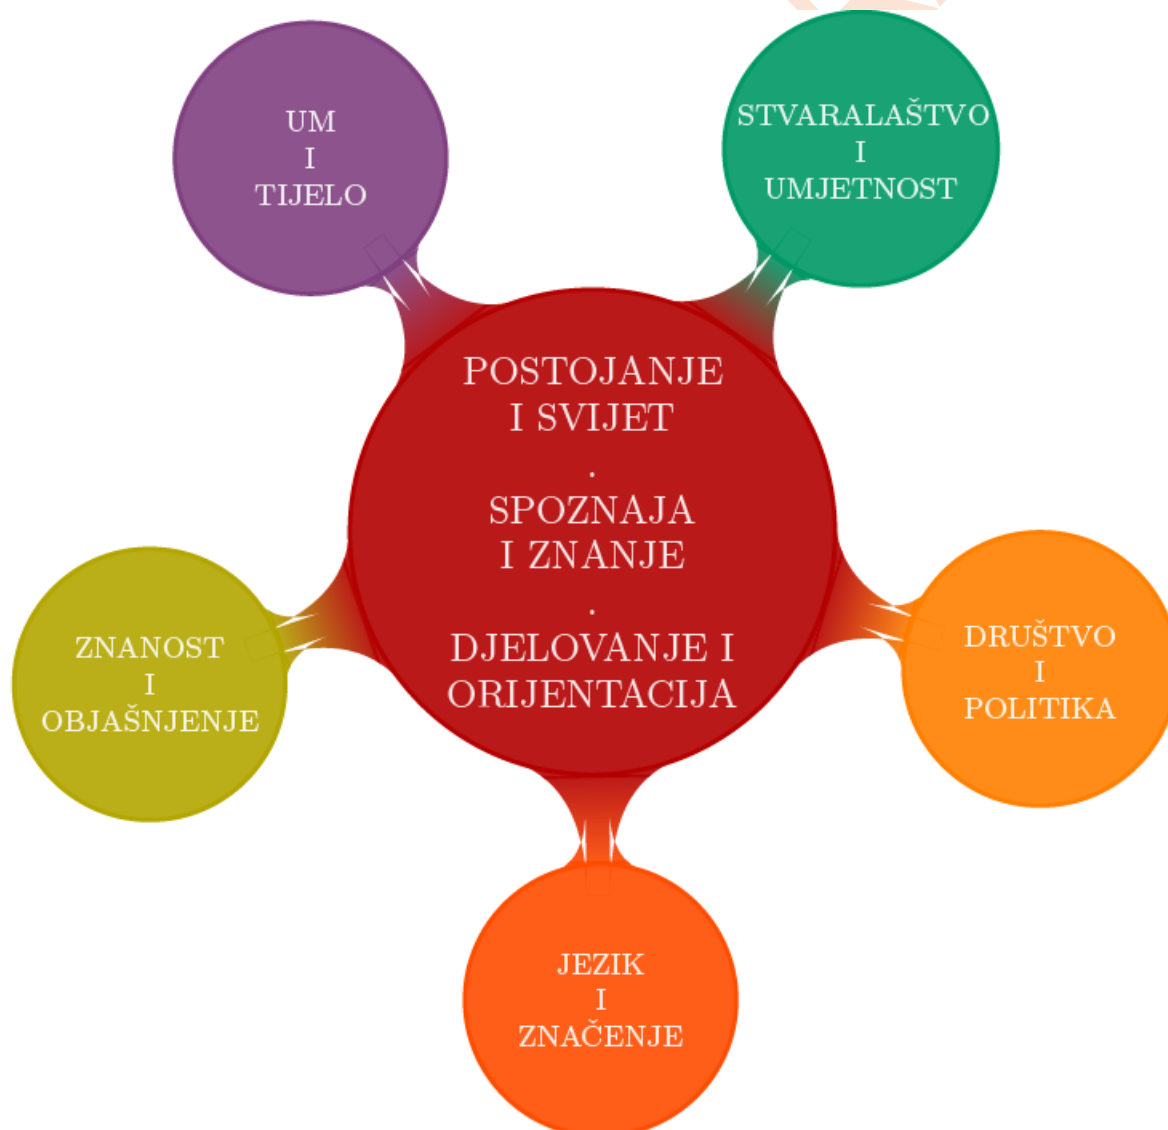 UM
I
TIJELO
STVARALAŠTVO
I
UMJETNOST
POSTOJANJE
I SVIJET
.
SPOZNAJA
I ZNANJE
.
DJELOVANJE I
ORIJENTACIJA
ZNANOST
I
OBJAŠNJENJE
DRUŠTVO
I
POLITIKA
JEZIK
I
ZNAČENJE